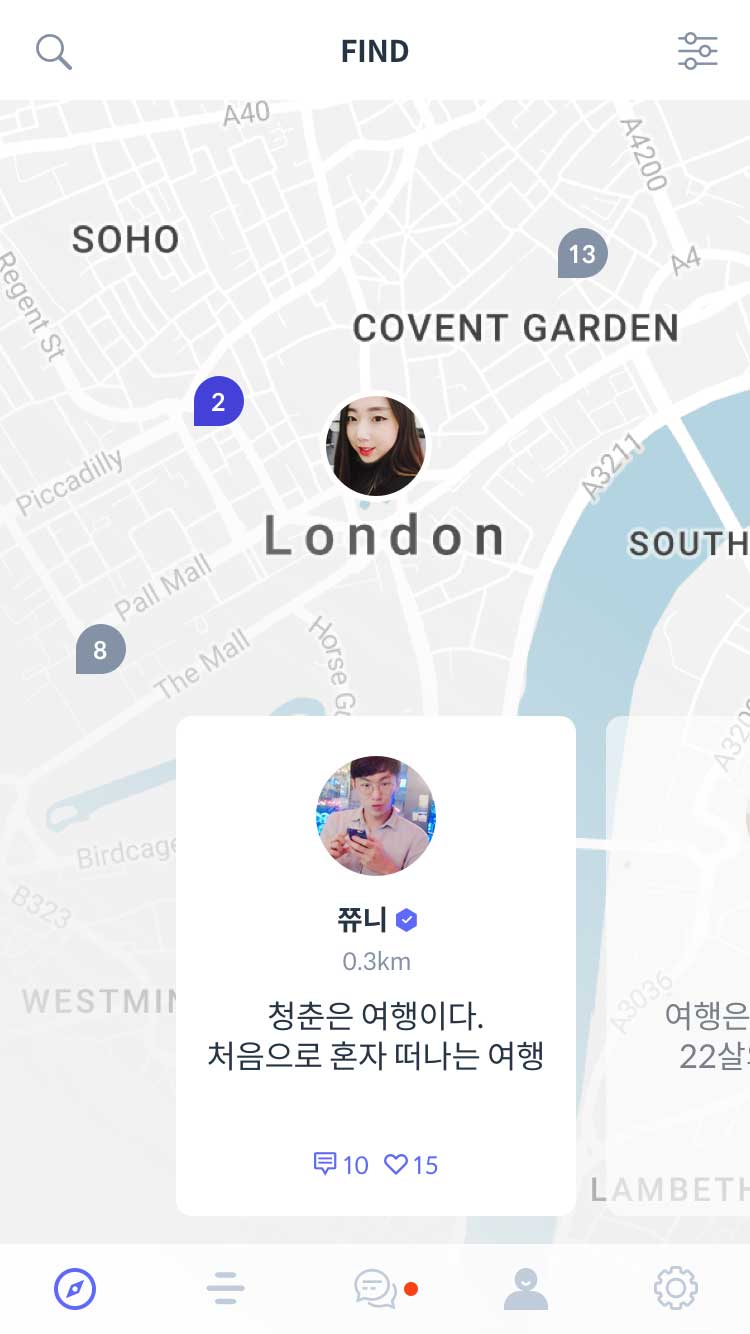 FIND
A40
A4200
SOHO
13
A4
Regent St
COVENT GARDEN
2
A3211
Piccadilly
London
SOUTH
Pall Mall
8
The Mall
Horse G
Birdcage
B323
쮸니
0.3km
WESTMIN
A3036
청춘은 여행이다.
여행은
처음으로 혼자 떠나는 여행
22살
10 15
LAMBETH